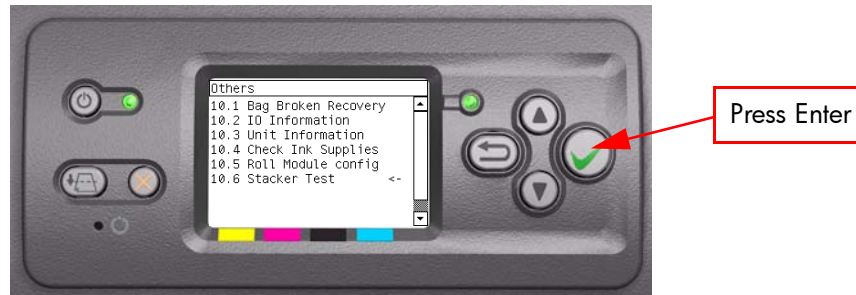 Others
10.1 Bag Broken Recovery
10.2 IO Information
10.3 Unit Information
10.4 Check Ink Supplies
10.5 Roll Module config
10.6 Stacker Test <-
Press Enter